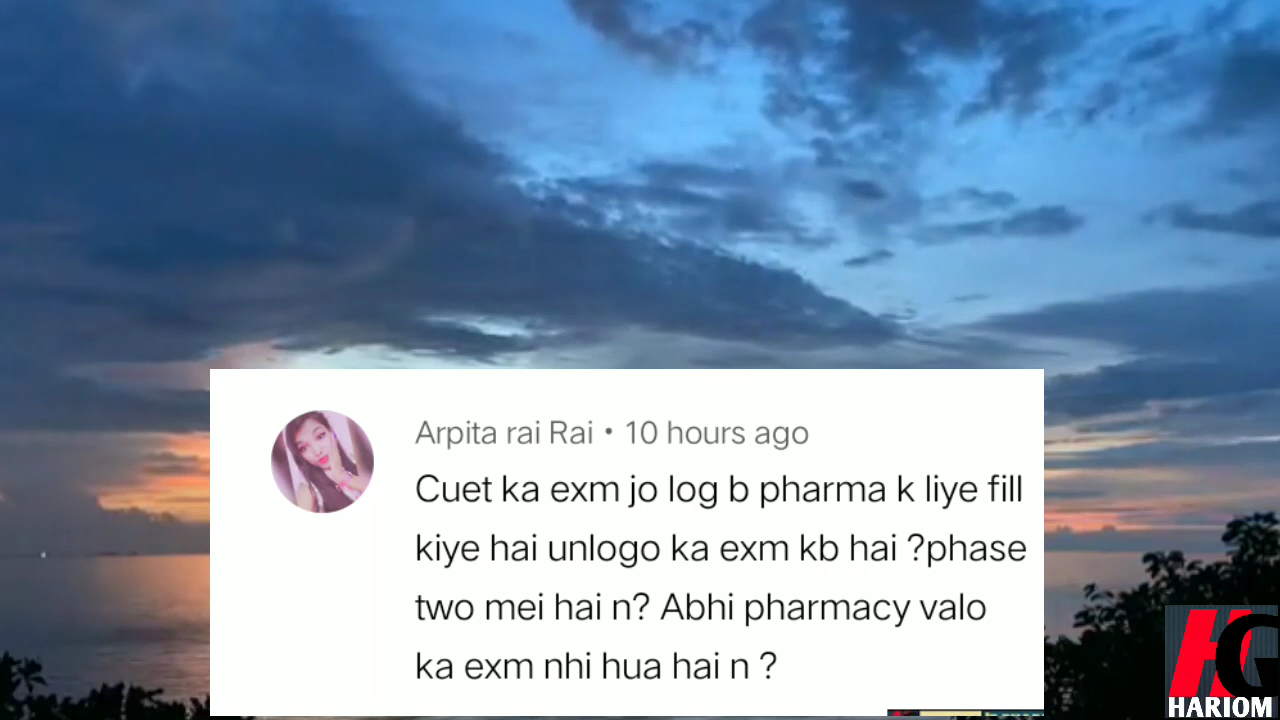 Arpita rai Rai • 10 hours ago
Cuet ka exm jo log b pharma k liye fill
kiye hai unlogo ka exm kb hai ?phase
two mei hai n? Abhi pharmacy valo
ka exm nhi hua hai n ?
HG
HARIOM